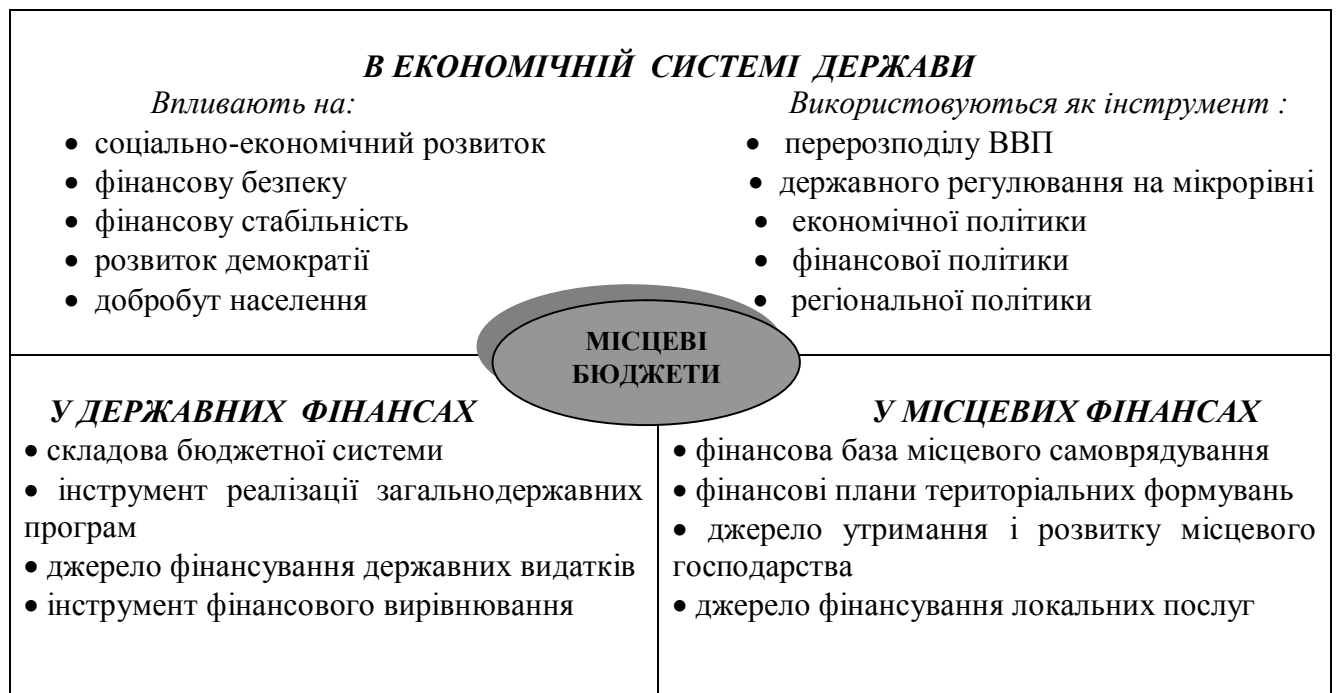 В ЕКОНОМІЧНІЙ СИСТЕМІ ДЕРЖАВИ
Впливають на:
• соціально-економічний розвиток
• фінансову безпеку
• фінансову стабільність
• розвиток демократії
• добробут населення
Використовуються як інструмент :
• перерозподілу ВВП
• державного регулювання на мікрорівні
• економічної політики
• фінансової політики
• регіональної політики
МІСЦЕВІ
БЮДЖЕТИ
У ДЕРЖАВНИХ ФІНАНСАХ
• складова бюджетної системи
• інструмент реалізації загальнодержавних
програм
• джерело фінансування державних видатків
• інструмент фінансового вирівнювання
У МІСЦЕВИХ ФІНАНСАХ
• фінансова база місцевого самоврядування
• фінансові плани територіальних формувань
• джерело утримання і розвитку місцевого
господарства
• джерело фінансування локальних послуг